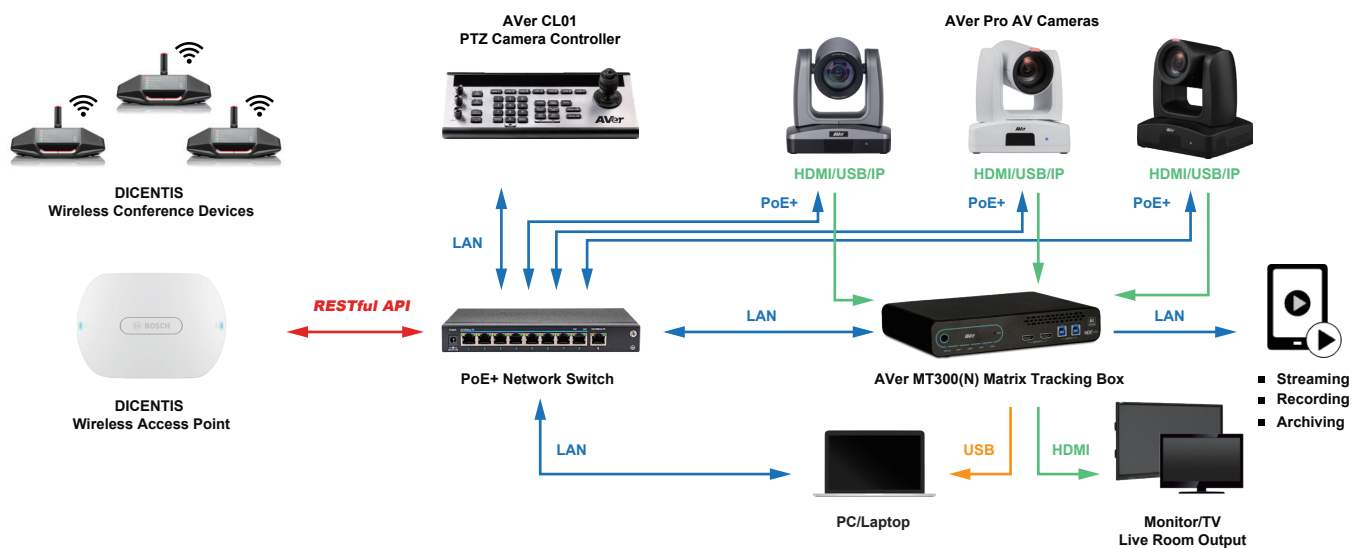 AVer CL01
PTZ Camera Controller
AVer Pro AV Cameras
AVer
AVer
AVer
HDMI/USB/IP
HDMI/USB/IP
HDMI/USB/IP
DICENTIS
Wireless Conference Devices
PoE+
PoE+
PoE+
LAN
RESTful API
BOSCH
LAN
AVer
LAN
PoE+ Network Switch
AVer MT300(N) Matrix Tracking Box
Streaming
Recording
Archiving
DICENTIS
Wireless Access Point
LAN
USB
HDMI
PC/Laptop
Monitor/TV
Live Room Output